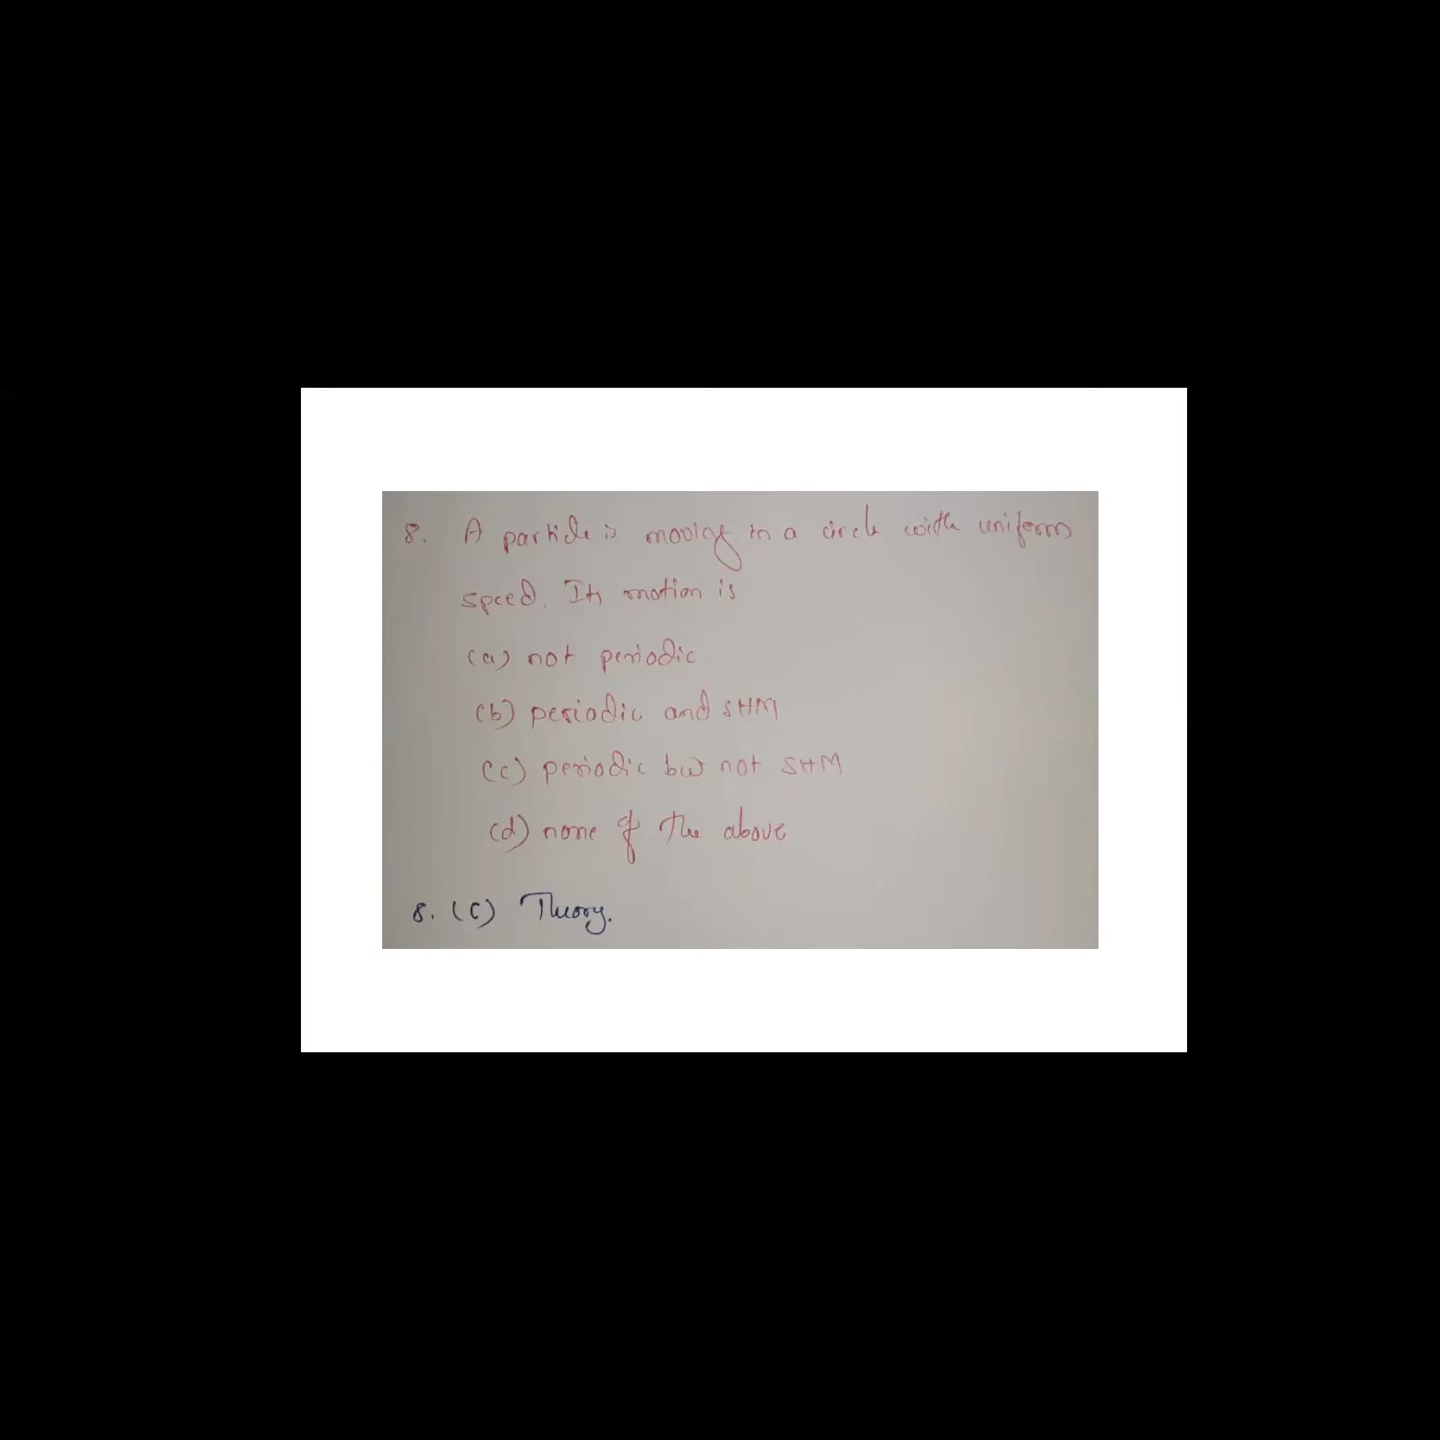 8. A particle is moving in a circle with uniform
speed. Its motion is
(a) not periodic
(b) periodic and SHM
(c) periodic but not SHM
(d) none of the above
8. (C) Theory.